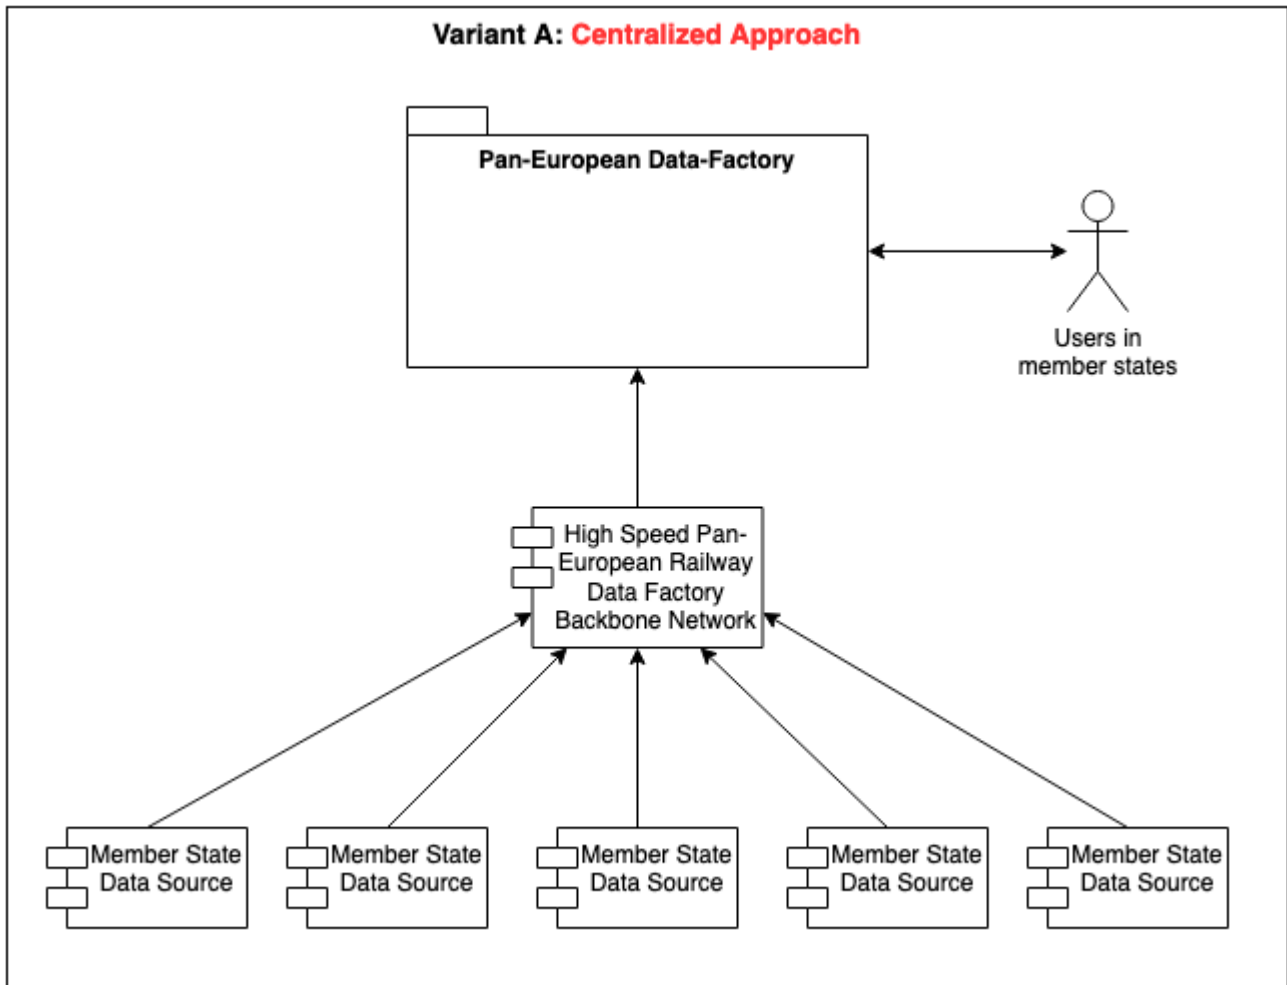 Variant A: Centralized Approach
Pan-European Data-Factory
Users in
member states
High Speed Pan-
European Railway
Data Factory
Backbone Network
Member State
Data Source
Member State
Data Source
Member State
Data Source
Member State
Data Source
Member State
Data Source